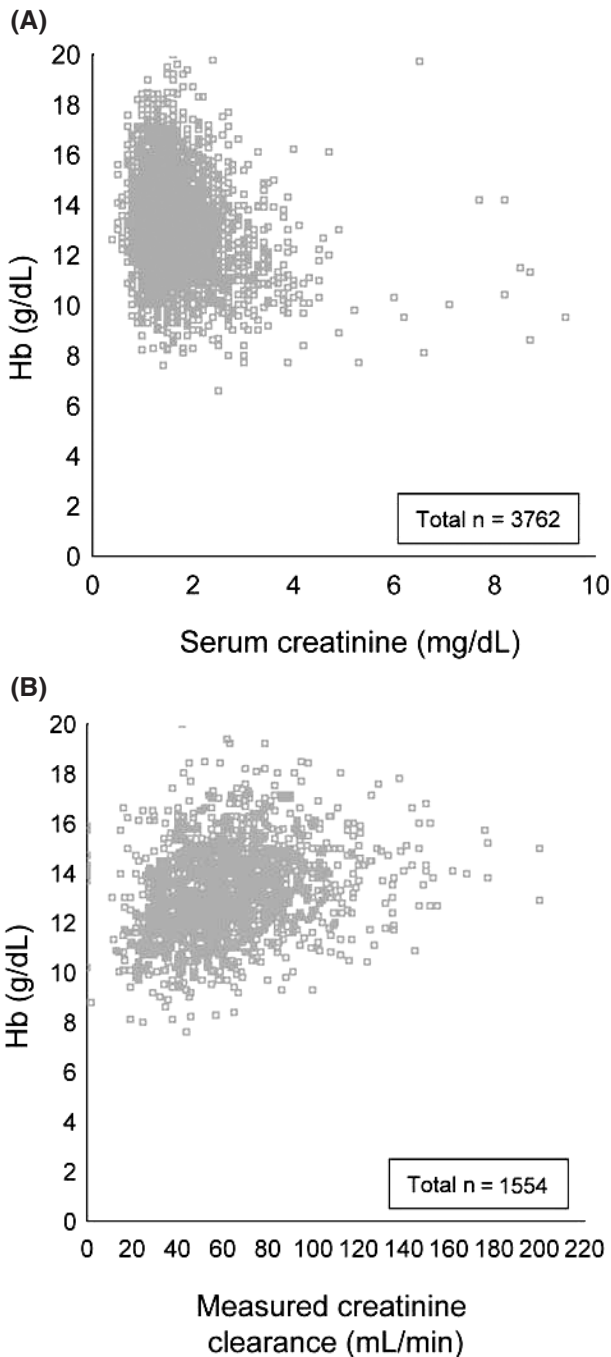 (A)
20
18
16
14
12
10
8
6
4
2
0
Hb (g/dL)
Total n = 3762
0 2 4 6 8 10
Serum creatinine (mg/dL)
(B)
20
18
16
14
12
10
8
6
4
2
0
Hb (g/dL)
Total n = 1554
0 20 40 60 80 100 120 140 160 180 200 220
Measured creatinine
clearance (mL/min)